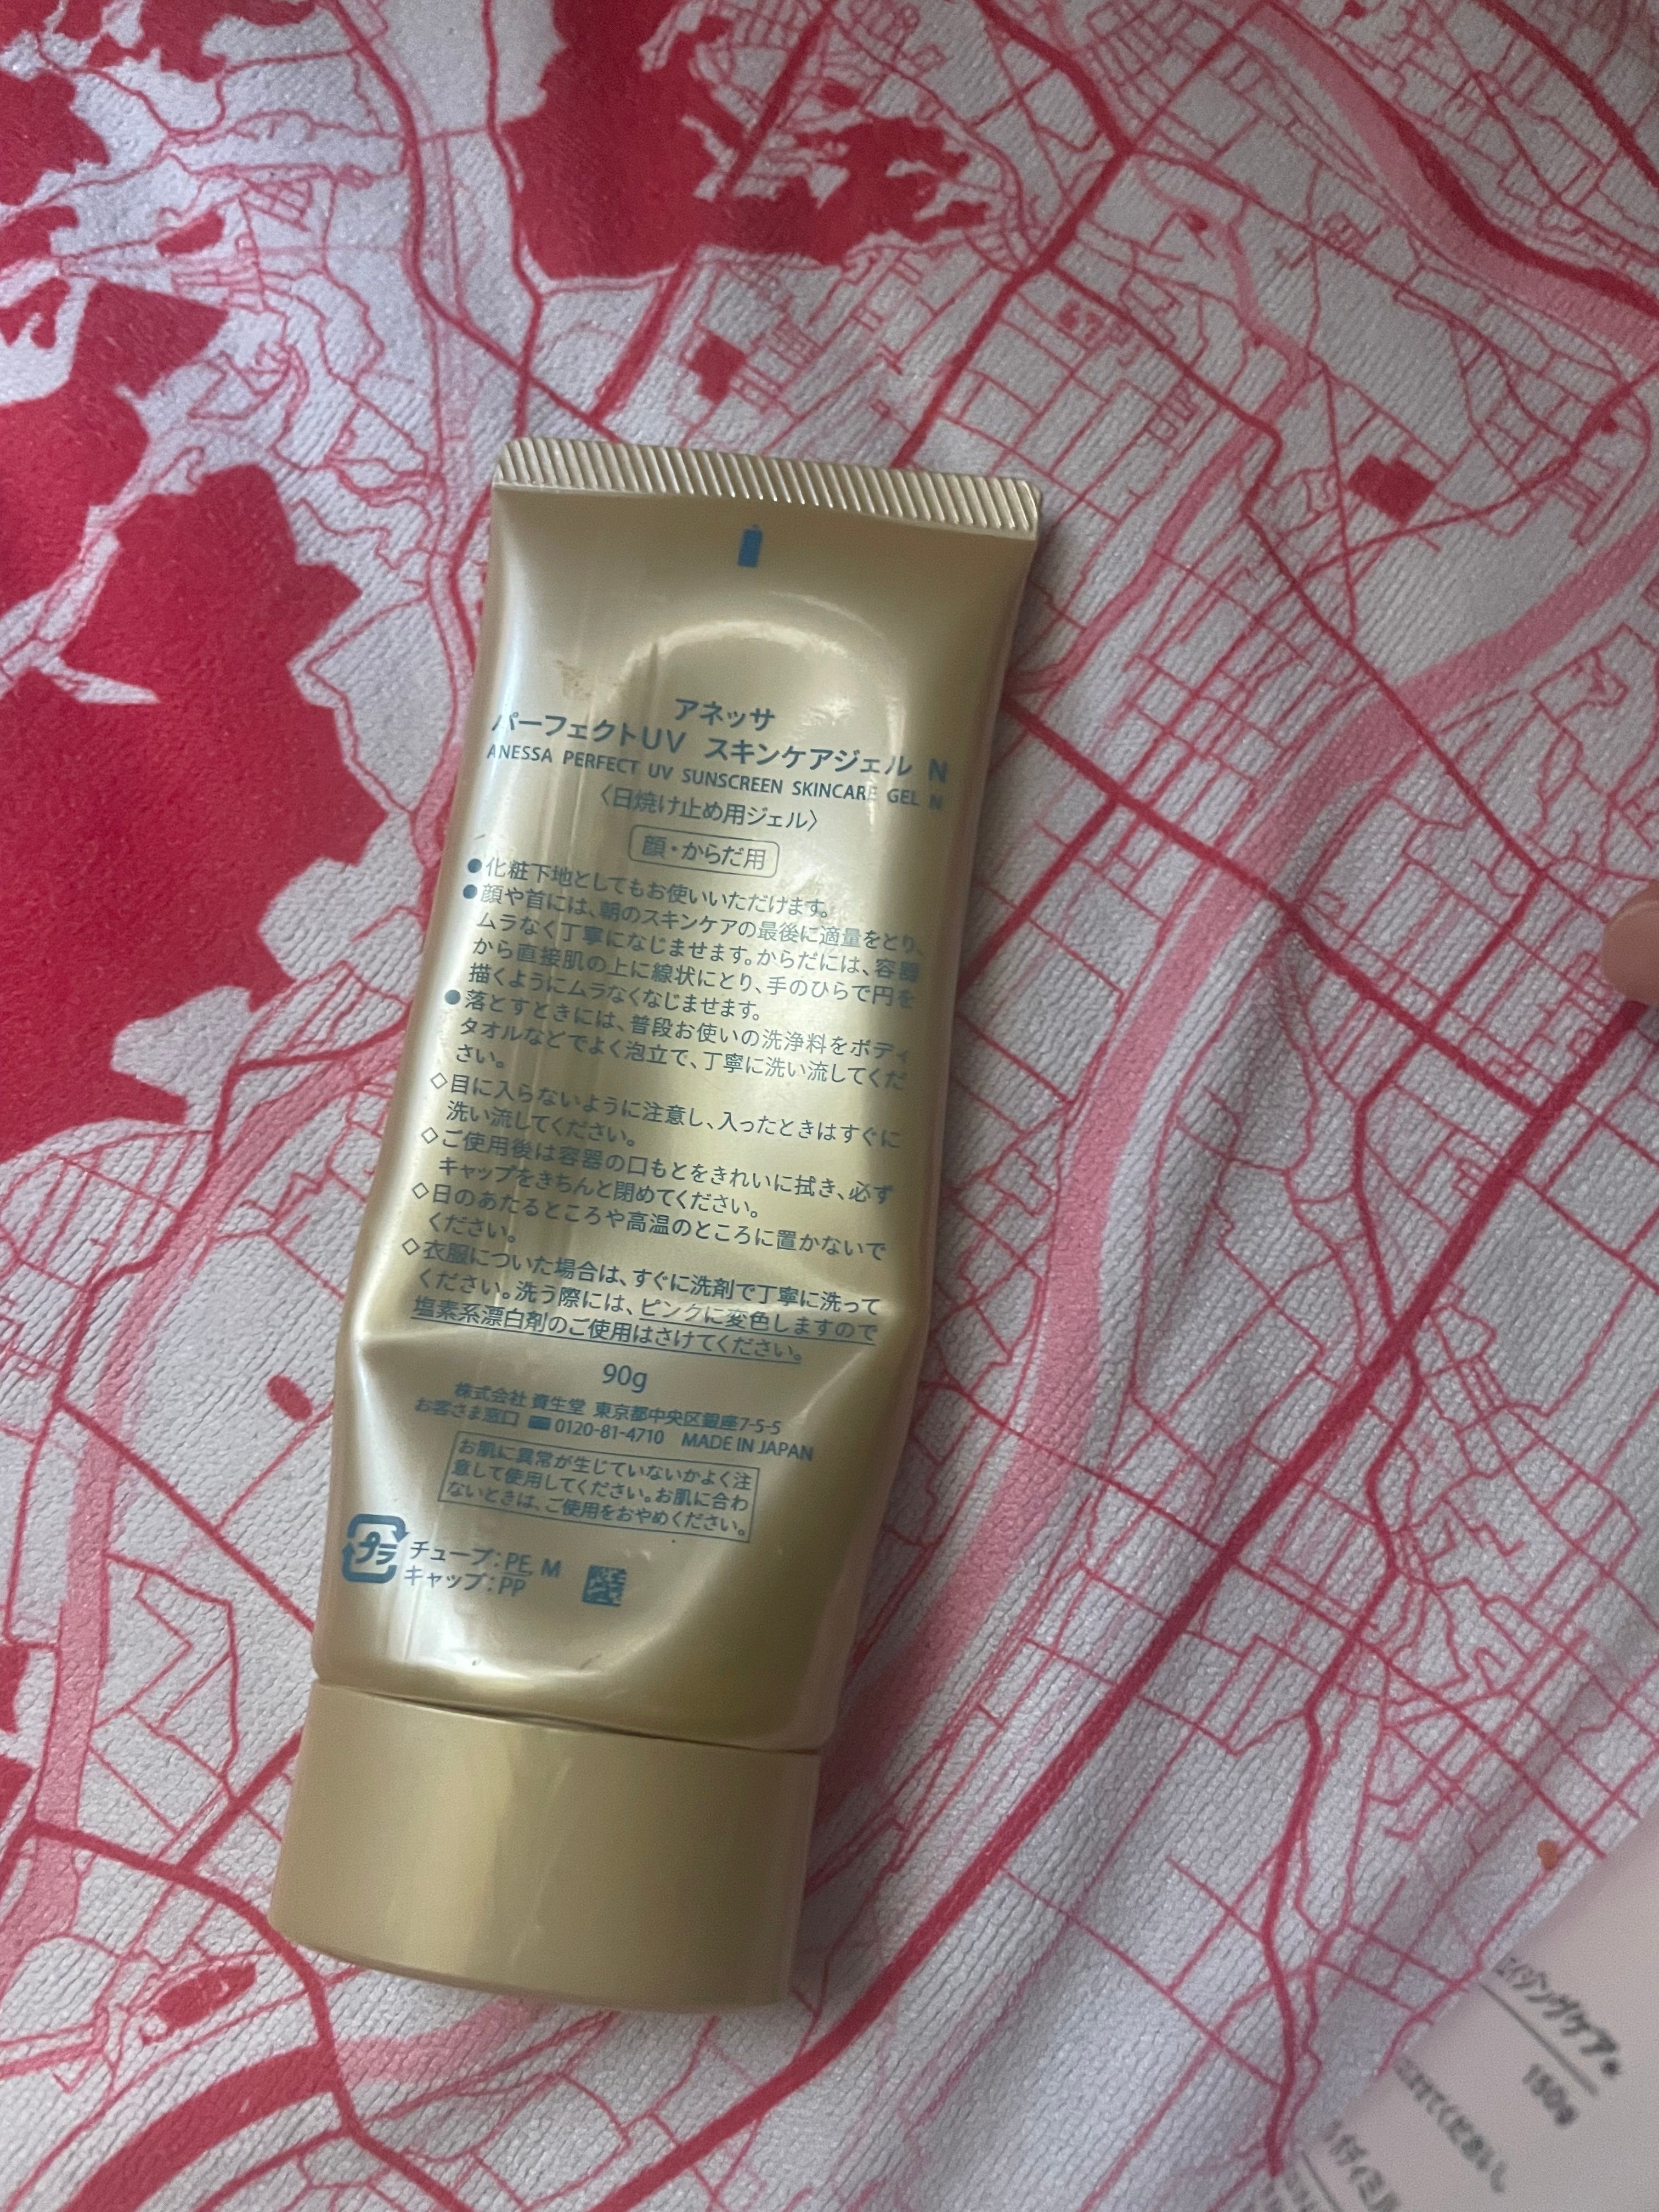 アネッサ
パーフェクトUV スキンケアジェル N
ANESSA PERFECT UV SUNSCREEN SKINCARE GEL N
〈日焼け止め用ジェル〉
顔・からだ用
●化粧下地としてもお使いいただけます。
●顔や首には、朝のスキンケアの最後に適量をとり、
ムラなく丁寧になじませます。からだには、容器
から直接肌の上に線状にとり、手のひらで円を
描くようにムラなくなじませます。
●落とすときには、普段お使いの洗浄料をボディ
タオルなどでよく泡立て、丁寧に洗い流してくだ
さい。
◇目に入らないように注意し、入ったときはすぐに
洗い流してください。
◇ご使用後は容器の口もとをきれいに拭き、必ず
キャップをきちんと閉めてください。
◇日のあたるところや高温のところに置かないで
ください。
◇衣服についた場合は、すぐに洗剤で丁寧に洗って
ください。洗う際には、ピンクに変色しますので
塩素系漂白剤のご使用はさけてください。
90g
株式会社 資生堂 東京都中央区銀座7-5-5
お客さま窓口 0120-81-4710 MADE IN JAPAN
お肌に異常が生じていないかよく注
意して使用してください。お肌に合わ
ないときは、ご使用をおやめください。
プラ
チューブ:PE, M
キャップ:PP
イジングケア
150g
てください。